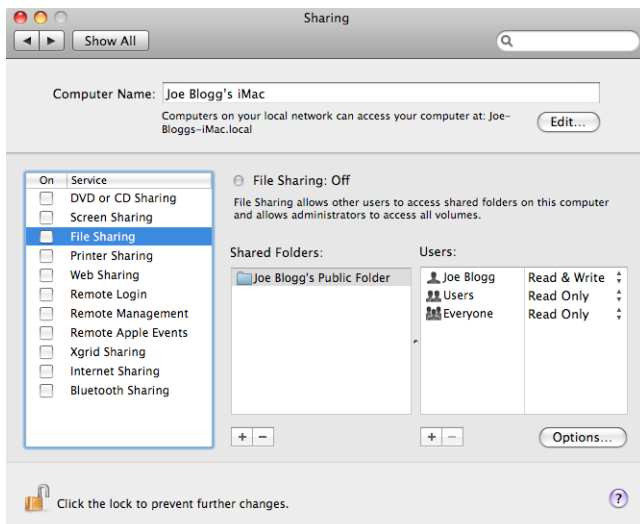 Sharing
Show All
Computer Name: Joe Blogg's iMac
Computers on your local network can access your computer at: Joe-
Bloggs-iMac.local
Edit...
On Service
DVD or CD Sharing
Screen Sharing
File Sharing
Printer Sharing
Web Sharing
Remote Login
Remote Management
Remote Apple Events
Xgrid Sharing
Internet Sharing
Bluetooth Sharing
File Sharing: Off
File Sharing allows other users to access shared folders on this computer
and allows administrators to access all volumes.
Shared Folders:
Joe Blogg's Public Folder
Users:
Joe Blogg Read & Write
Users Read Only
Everyone Read Only
+ −
+ −
Options...
Click the lock to prevent further changes.
?